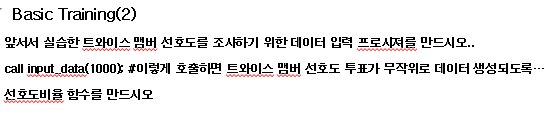 Basic Training(2)
앞서서 실습한 트와이스 맴버 선호도를 조사하기 위한 데이터 입력 프로시져를 만드시오..
call input_data(1000); #이렇게 호출하면 트와이스 맴버 선호도 투표가 무작위로 데이터 생성되도록…
선호도비율 함수를 만드시오